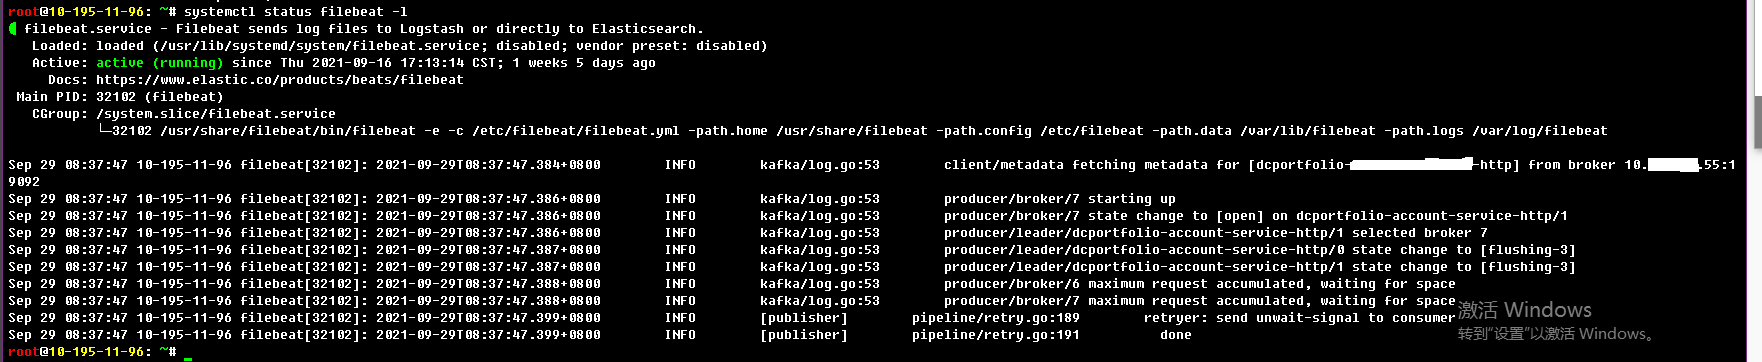 root@10-195-11-96: ~# systemctl status filebeat -l
filebeat.service - Filebeat sends log files to Logstash or directly to Elasticsearch.
Loaded: loaded (/usr/lib/systemd/system/filebeat.service; disabled; vendor preset: disabled)
Active: active (running) since Thu 2021-09-16 17:13:14 CST; 1 weeks 5 days ago
Docs: https://www.elastic.co/products/beats/filebeat
Main PID: 32102 (filebeat)
CGroup: /system.slice/filebeat.service
└─32102 /usr/share/filebeat/bin/filebeat -e -c /etc/filebeat/filebeat.yml -path.home /usr/share/filebeat -path.config /etc/filebeat -path.data /var/lib/filebeat -path.logs /var/log/filebeat
Sep 29 08:37:47 10-195-11-96 filebeat[32102]: 2021-09-29T08:37:47.384+0800 INFO kafka/log.go:53 client/metadata fetching metadata for [dcportfolio- -http] from broker 10. .55:1
9092
Sep 29 08:37:47 10-195-11-96 filebeat[32102]: 2021-09-29T08:37:47.386+0800 INFO kafka/log.go:53 producer/broker/7 starting up
Sep 29 08:37:47 10-195-11-96 filebeat[32102]: 2021-09-29T08:37:47.386+0800 INFO kafka/log.go:53 producer/broker/7 state change to [open] on dcportfolio-account-service-http/1
Sep 29 08:37:47 10-195-11-96 filebeat[32102]: 2021-09-29T08:37:47.386+0800 INFO kafka/log.go:53 producer/leader/dcportfolio-account-service-http/1 selected broker 7
Sep 29 08:37:47 10-195-11-96 filebeat[32102]: 2021-09-29T08:37:47.387+0800 INFO kafka/log.go:53 producer/leader/dcportfolio-account-service-http/0 state change to [flushing-3]
Sep 29 08:37:47 10-195-11-96 filebeat[32102]: 2021-09-29T08:37:47.387+0800 INFO kafka/log.go:53 producer/leader/dcportfolio-account-service-http/1 state change to [flushing-3]
Sep 29 08:37:47 10-195-11-96 filebeat[32102]: 2021-09-29T08:37:47.388+0800 INFO kafka/log.go:53 producer/broker/6 maximum request accumulated, waiting for space
Sep 29 08:37:47 10-195-11-96 filebeat[32102]: 2021-09-29T08:37:47.388+0800 INFO kafka/log.go:53 producer/broker/7 maximum request accumulated, waiting for space
Sep 29 08:37:47 10-195-11-96 filebeat[32102]: 2021-09-29T08:37:47.399+0800 INFO [publisher] pipeline/retry.go:189 retryer: send unwait-signal to consumer
Sep 29 08:37:47 10-195-11-96 filebeat[32102]: 2021-09-29T08:37:47.399+0800 INFO [publisher] pipeline/retry.go:191 done
root@10-195-11-96: ~#
激活 Windows
转到"设置"以激活 Windows。